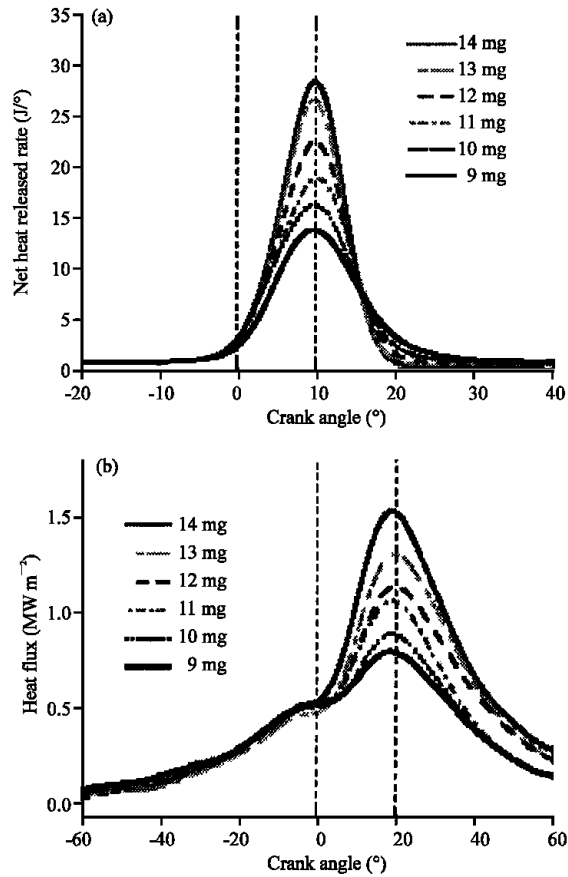 (a)
35
30
25
20
15
10
5
0
Net heat released rate (J/°)
14 mg
13 mg
12 mg
11 mg
10 mg
9 mg
-20 -10 0 10 20 30 40
Crank angle (°)
(b)
1.5
1.0
0.5
0.0
Heat flux (MW m⁻²)
14 mg
13 mg
12 mg
11 mg
10 mg
9 mg
-60 -40 -20 0 20 40 60
Crank angle (°)